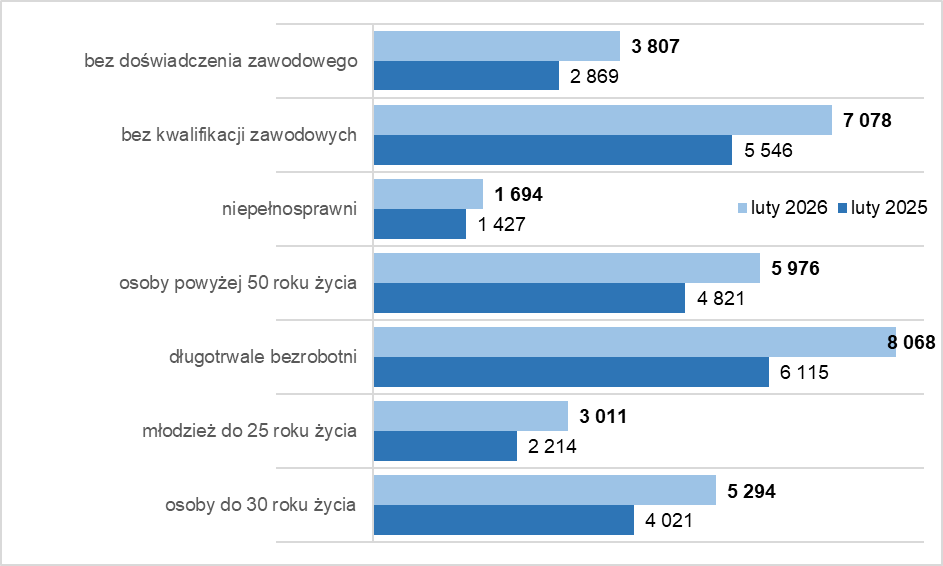 bez doświadczenia zawodowego
3 807
2 869
bez kwalifikacji zawodowych
7 078
5 546
niepełnosprawni
1 694
1 427
luty 2026 luty 2025
osoby powyżej 50 roku życia
5 976
4 821
długotrwale bezrobotni
8 068
6 115
młodzież do 25 roku życia
3 011
2 214
osoby do 30 roku życia
5 294
4 021